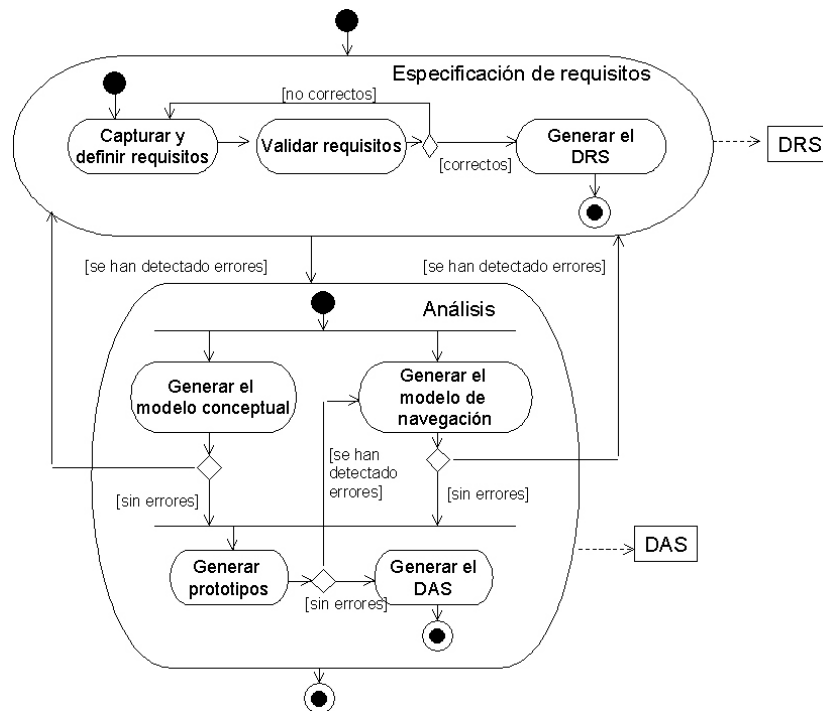 Especificación de requisitos
[no correctos]
Capturar y
definir requisitos
Validar requisitos
[correctos]
Generar el
DRS
DRS
[se han detectado errores]
[se han detectado errores]
Análisis
Generar el
modelo conceptual
Generar el
modelo de
navegación
[se han
detectado
errores]
[sin errores]
[sin errores]
Generar
prototipos
[sin errores]
Generar el
DAS
DAS